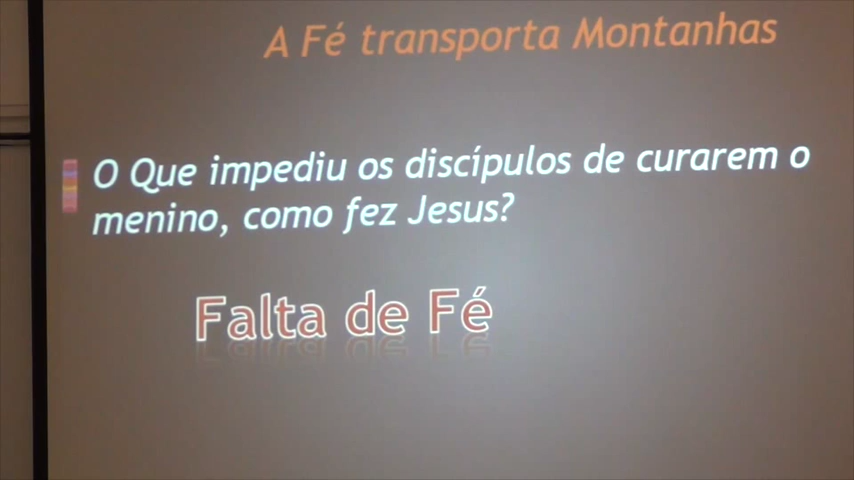 A Fé transporta Montanhas
O Que impediu os discípulos de curarem o
menino, como fez Jesus?
Falta de Fé